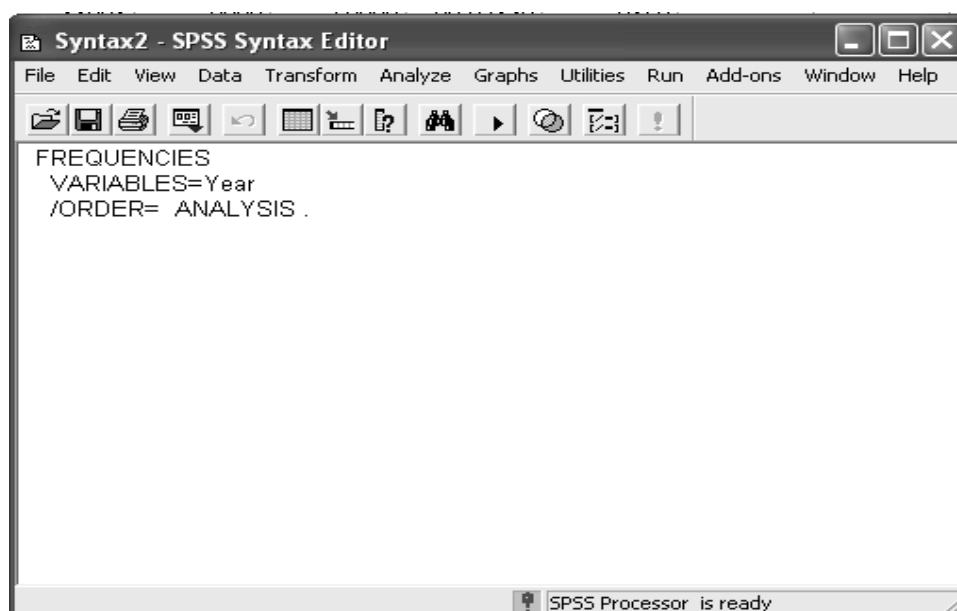 Syntax2 - SPSS Syntax Editor
File Edit View Data Transform Analyze Graphs Utilities Run Add-ons Window Help
FREQUENCIES
VARIABLES=Year
/ORDER= ANALYSIS .
SPSS Processor is ready